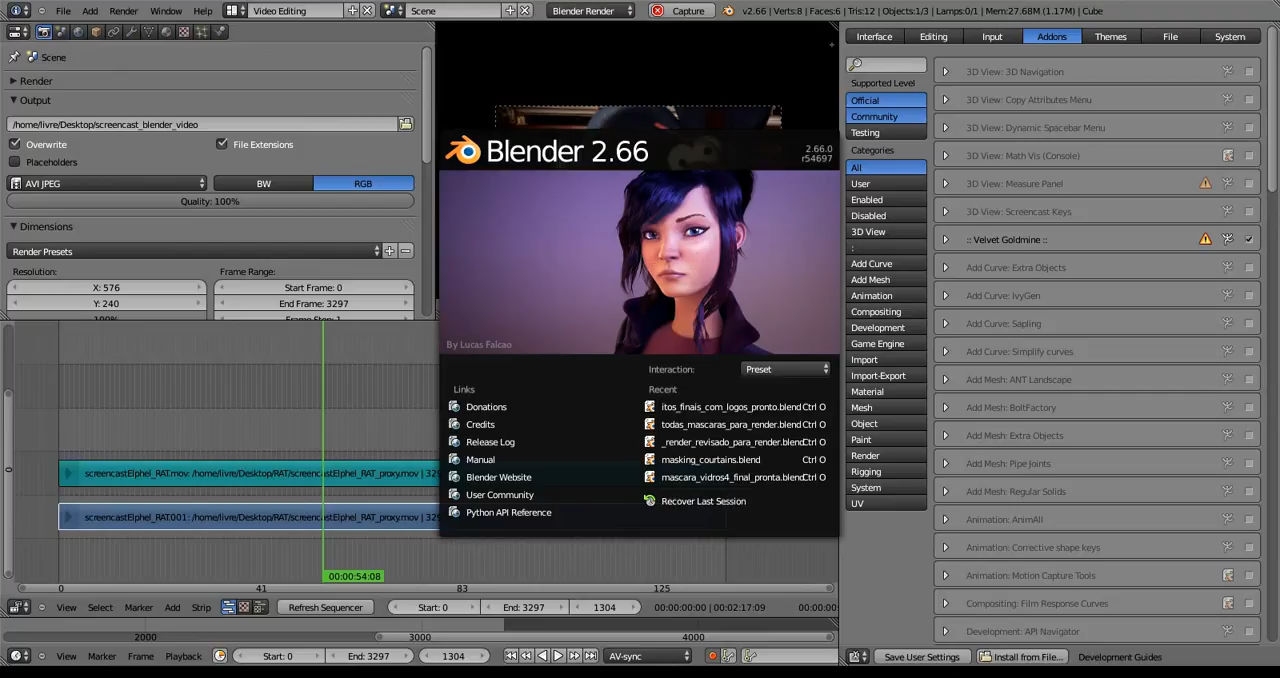 File Add Render Window Help Video Editing Scene Blender Render Capture v2.66 | Verts:8 | Faces:6 | Tris:12 | Objects:1/3 | Lamps:0/1 | Mem:27.68M (1.17M) | Cube
Scene
Render
Output
/home/livre/Desktop/screencast_blender_video
Overwrite File Extensions
Placeholders
AVI JPEG BW RGB
Quality: 100%
Dimensions
Render Presets
Resolution: Frame Range:
X: 576 Start Frame: 0
Y: 240 End Frame: 3297
100% Frame Step: 1
Blender 2.66
2.66.0
r54697
By Lucas Falcao
Interaction: Preset
Links Recent
Donations itos_finais_com_logos_pronto.blend Ctrl O
Credits todas_mascaras_para_render.blend Ctrl O
Release Log _render_revisado_para_render.blend Ctrl O
Manual masking_courtains.blend Ctrl O
Blender Website mascara_vidros4_final_pronta.blend Ctrl O
User Community Recover Last Session
Python API Reference
screencastElphel_RAT.mov: /home/livre/Desktop/RAT/screencastElphel_RAT_proxy.mov | 329
screencastElphel_RAT.001: /home/livre/Desktop/RAT/screencastElphel_RAT_proxy.mov | 329
00:00:54:08
0 41 83 125
View Select Marker Add Strip Refresh Sequencer Start: 0 End: 3297 1304 00:00:00:00 | 00:02:17:09 00:00:00
2000 3000 4000
View Marker Frame Playback Start: 0 End: 3297 1304 AV-sync
Interface Editing Input Addons Themes File System
Supported Level
Official
Community
Testing
Categories
All
User
Enabled
Disabled
3D View
:
Add Curve
Add Mesh
Animation
Compositing
Development
Game Engine
Import
Import-Export
Material
Mesh
Object
Paint
Render
Rigging
System
UV
3D View: 3D Navigation
3D View: Copy Attributes Menu
3D View: Dynamic Spacebar Menu
3D View: Math Vis (Console)
3D View: Measure Panel
3D View: Screencast Keys
:: Velvet Goldmine ::
Add Curve: Extra Objects
Add Curve: IvyGen
Add Curve: Sapling
Add Curve: Simplify curves
Add Mesh: ANT Landscape
Add Mesh: BoltFactory
Add Mesh: Extra Objects
Add Mesh: Pipe Joints
Add Mesh: Regular Solids
Animation: AnimAll
Animation: Corrective shape keys
Animation: Motion Capture Tools
Compositing: Film Response Curves
Development: API Navigator
Save User Settings Install from File... Development Guides